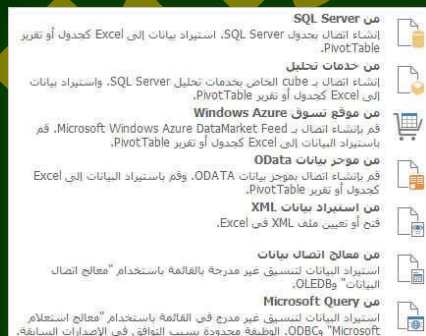 من SQL Server
إنشاء اتصال بجدول SQL Server. استيراد بيانات إلى Excel كجدول أو تقرير
PivotTable.
من خدمات تحليل
إنشاء اتصال بـ cube الخاص بخدمات تحليل SQL Server. واستيراد بيانات
إلى Excel كجدول أو تقرير PivotTable.
من موقع تسوق Windows Azure
قم بإنشاء اتصال بـ Microsoft Windows Azure DataMarket Feed. قم
باستيراد البيانات إلى Excel كجدول أو تقرير PivotTable.
من موجز بيانات OData
قم بإنشاء اتصال بموجز بيانات ODATA. وقم باستيراد البيانات إلى Excel
كجدول أو تقرير PivotTable.
من استيراد بيانات XML
فتح أو تعيين ملف XML في Excel.
من معالج اتصال بيانات
استيراد البيانات لتنسيق غير مدرجة بالقائمة باستخدام "معالج اتصال
البيانات" وOLEDB.
من Microsoft Query
استيراد البيانات لتنسيق غير مدرج في القائمة باستخدام "معالج استعلام
Microsoft" وODBC. الوظيفة محدودة بسبب التوافق في الإصدارات السابقة.